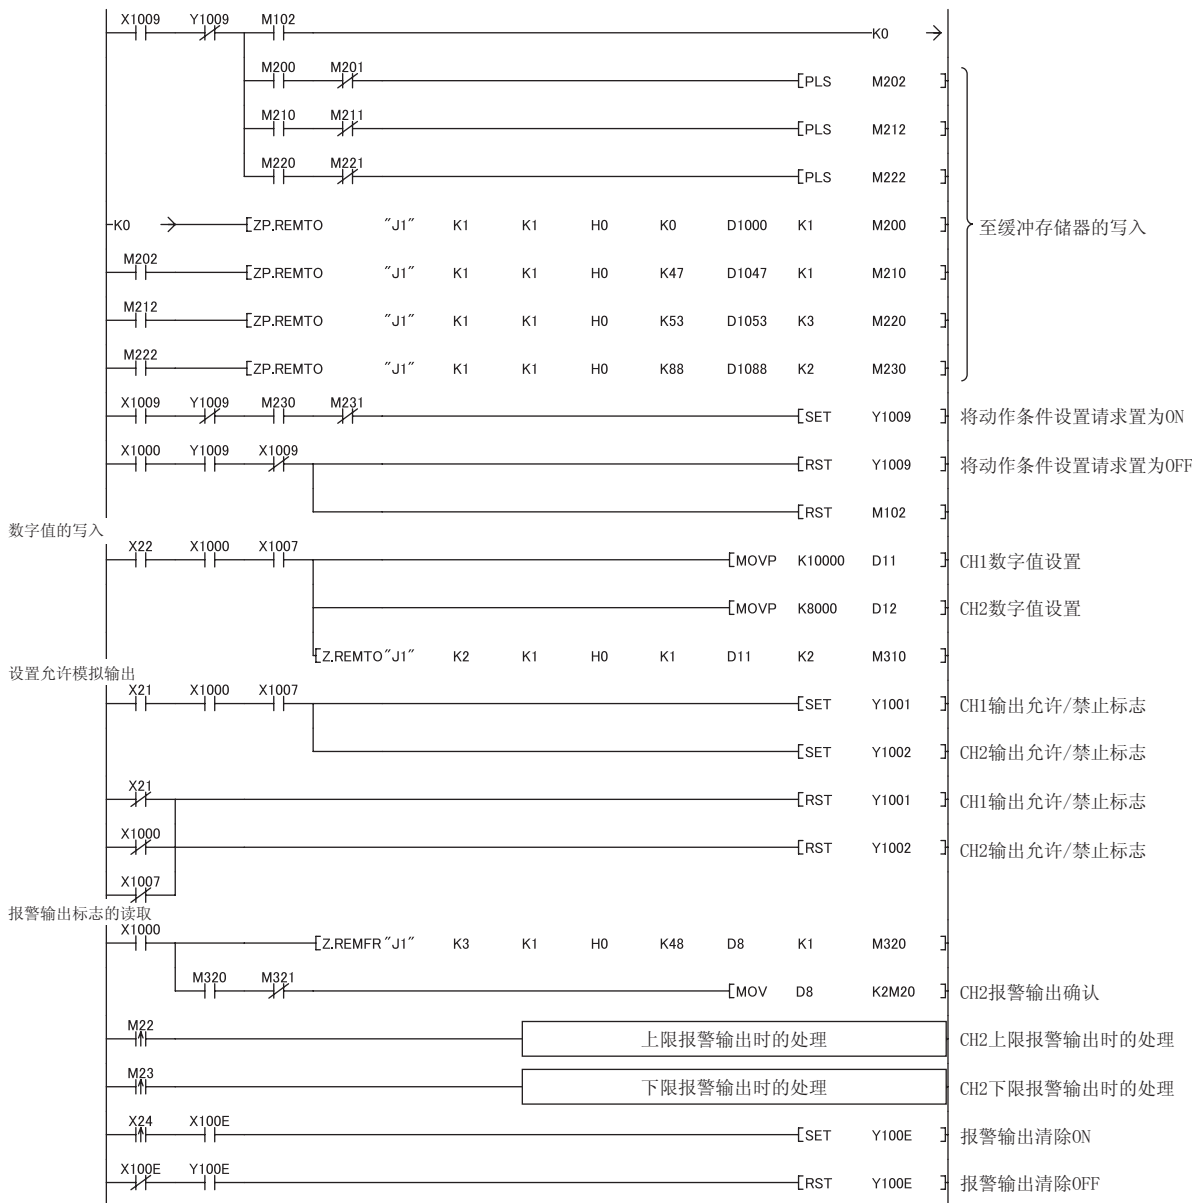 X1009 Y1009 M102
K0
M200 M201
[PLS M202 ]
M210 M211
[PLS M212 ]
M220 M221
[PLS M222 ]
K0 [ZP.REMTO "J1" K1 K1 H0 K0 D1000 K1 M200 ]
至缓冲存储器的写入
M202
[ZP.REMTO "J1" K1 K1 H0 K47 D1047 K1 M210 ]
M212
[ZP.REMTO "J1" K1 K1 H0 K53 D1053 K3 M220 ]
M222
[ZP.REMTO "J1" K1 K1 H0 K88 D1088 K2 M230 ]
X1009 Y1009 M230 M231
[SET Y1009 ] 将动作条件设置请求置为ON
X1000 Y1009 X1009
[RST Y1009 ] 将动作条件设置请求置为OFF
[RST M102 ]
数字值的写入
X22 X1000 X1007
[MOVP K10000 D11 ] CH1数字值设置
[MOVP K8000 D12 ] CH2数字值设置
[Z.REMTO "J1" K2 K1 H0 K1 D11 K2 M310 ]
设置允许模拟输出
X21 X1000 X1007
[SET Y1001 ] CH1输出允许/禁止标志
[SET Y1002 ] CH2输出允许/禁止标志
X21
[RST Y1001 ] CH1输出允许/禁止标志
X1000
[RST Y1002 ] CH2输出允许/禁止标志
X1007
报警输出标志的读取
X1000
[Z.REMFR "J1" K3 K1 H0 K48 D8 K1 M320 ]
M320 M321
[MOV D8 K2M20 ] CH2报警输出确认
M22
上限报警输出时的处理 CH2上限报警输出时的处理
M23
下限报警输出时的处理 CH2下限报警输出时的处理
X24 X100E
[SET Y100E ] 报警输出清除ON
X100E Y100E
[RST Y100E ] 报警输出清除OFF